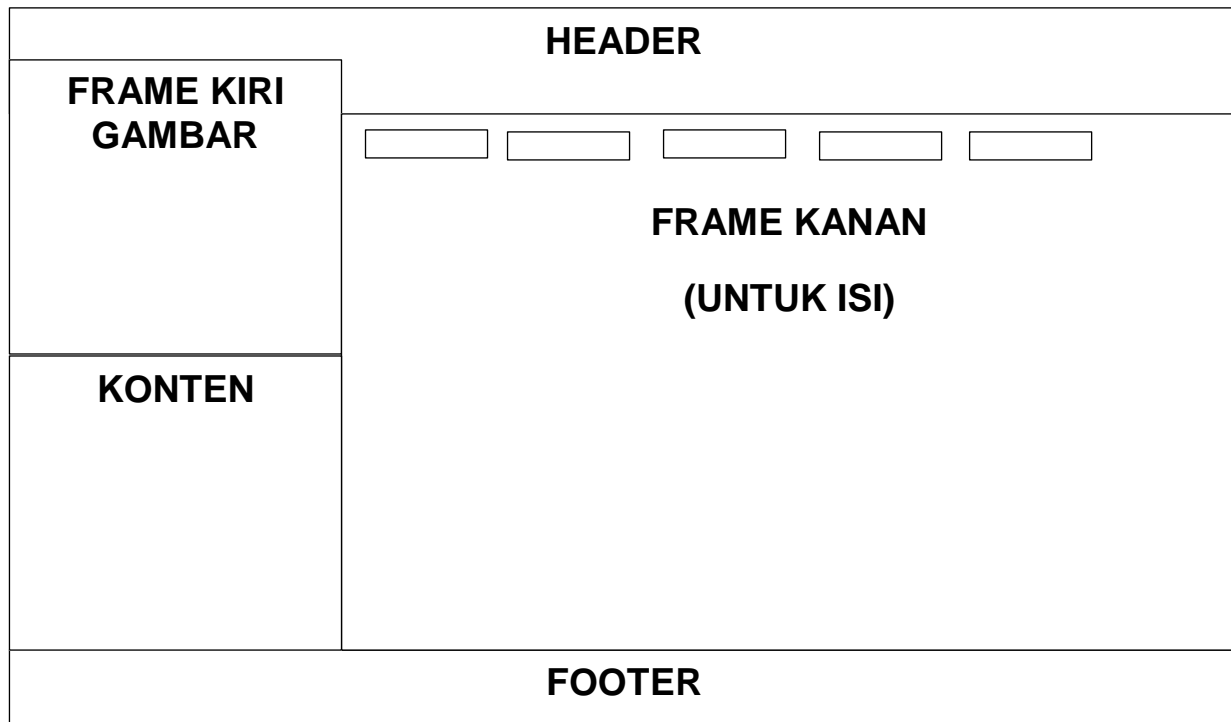 HEADER
FRAME KIRI
GAMBAR
FRAME KANAN
(UNTUK ISI)
KONTEN
FOOTER